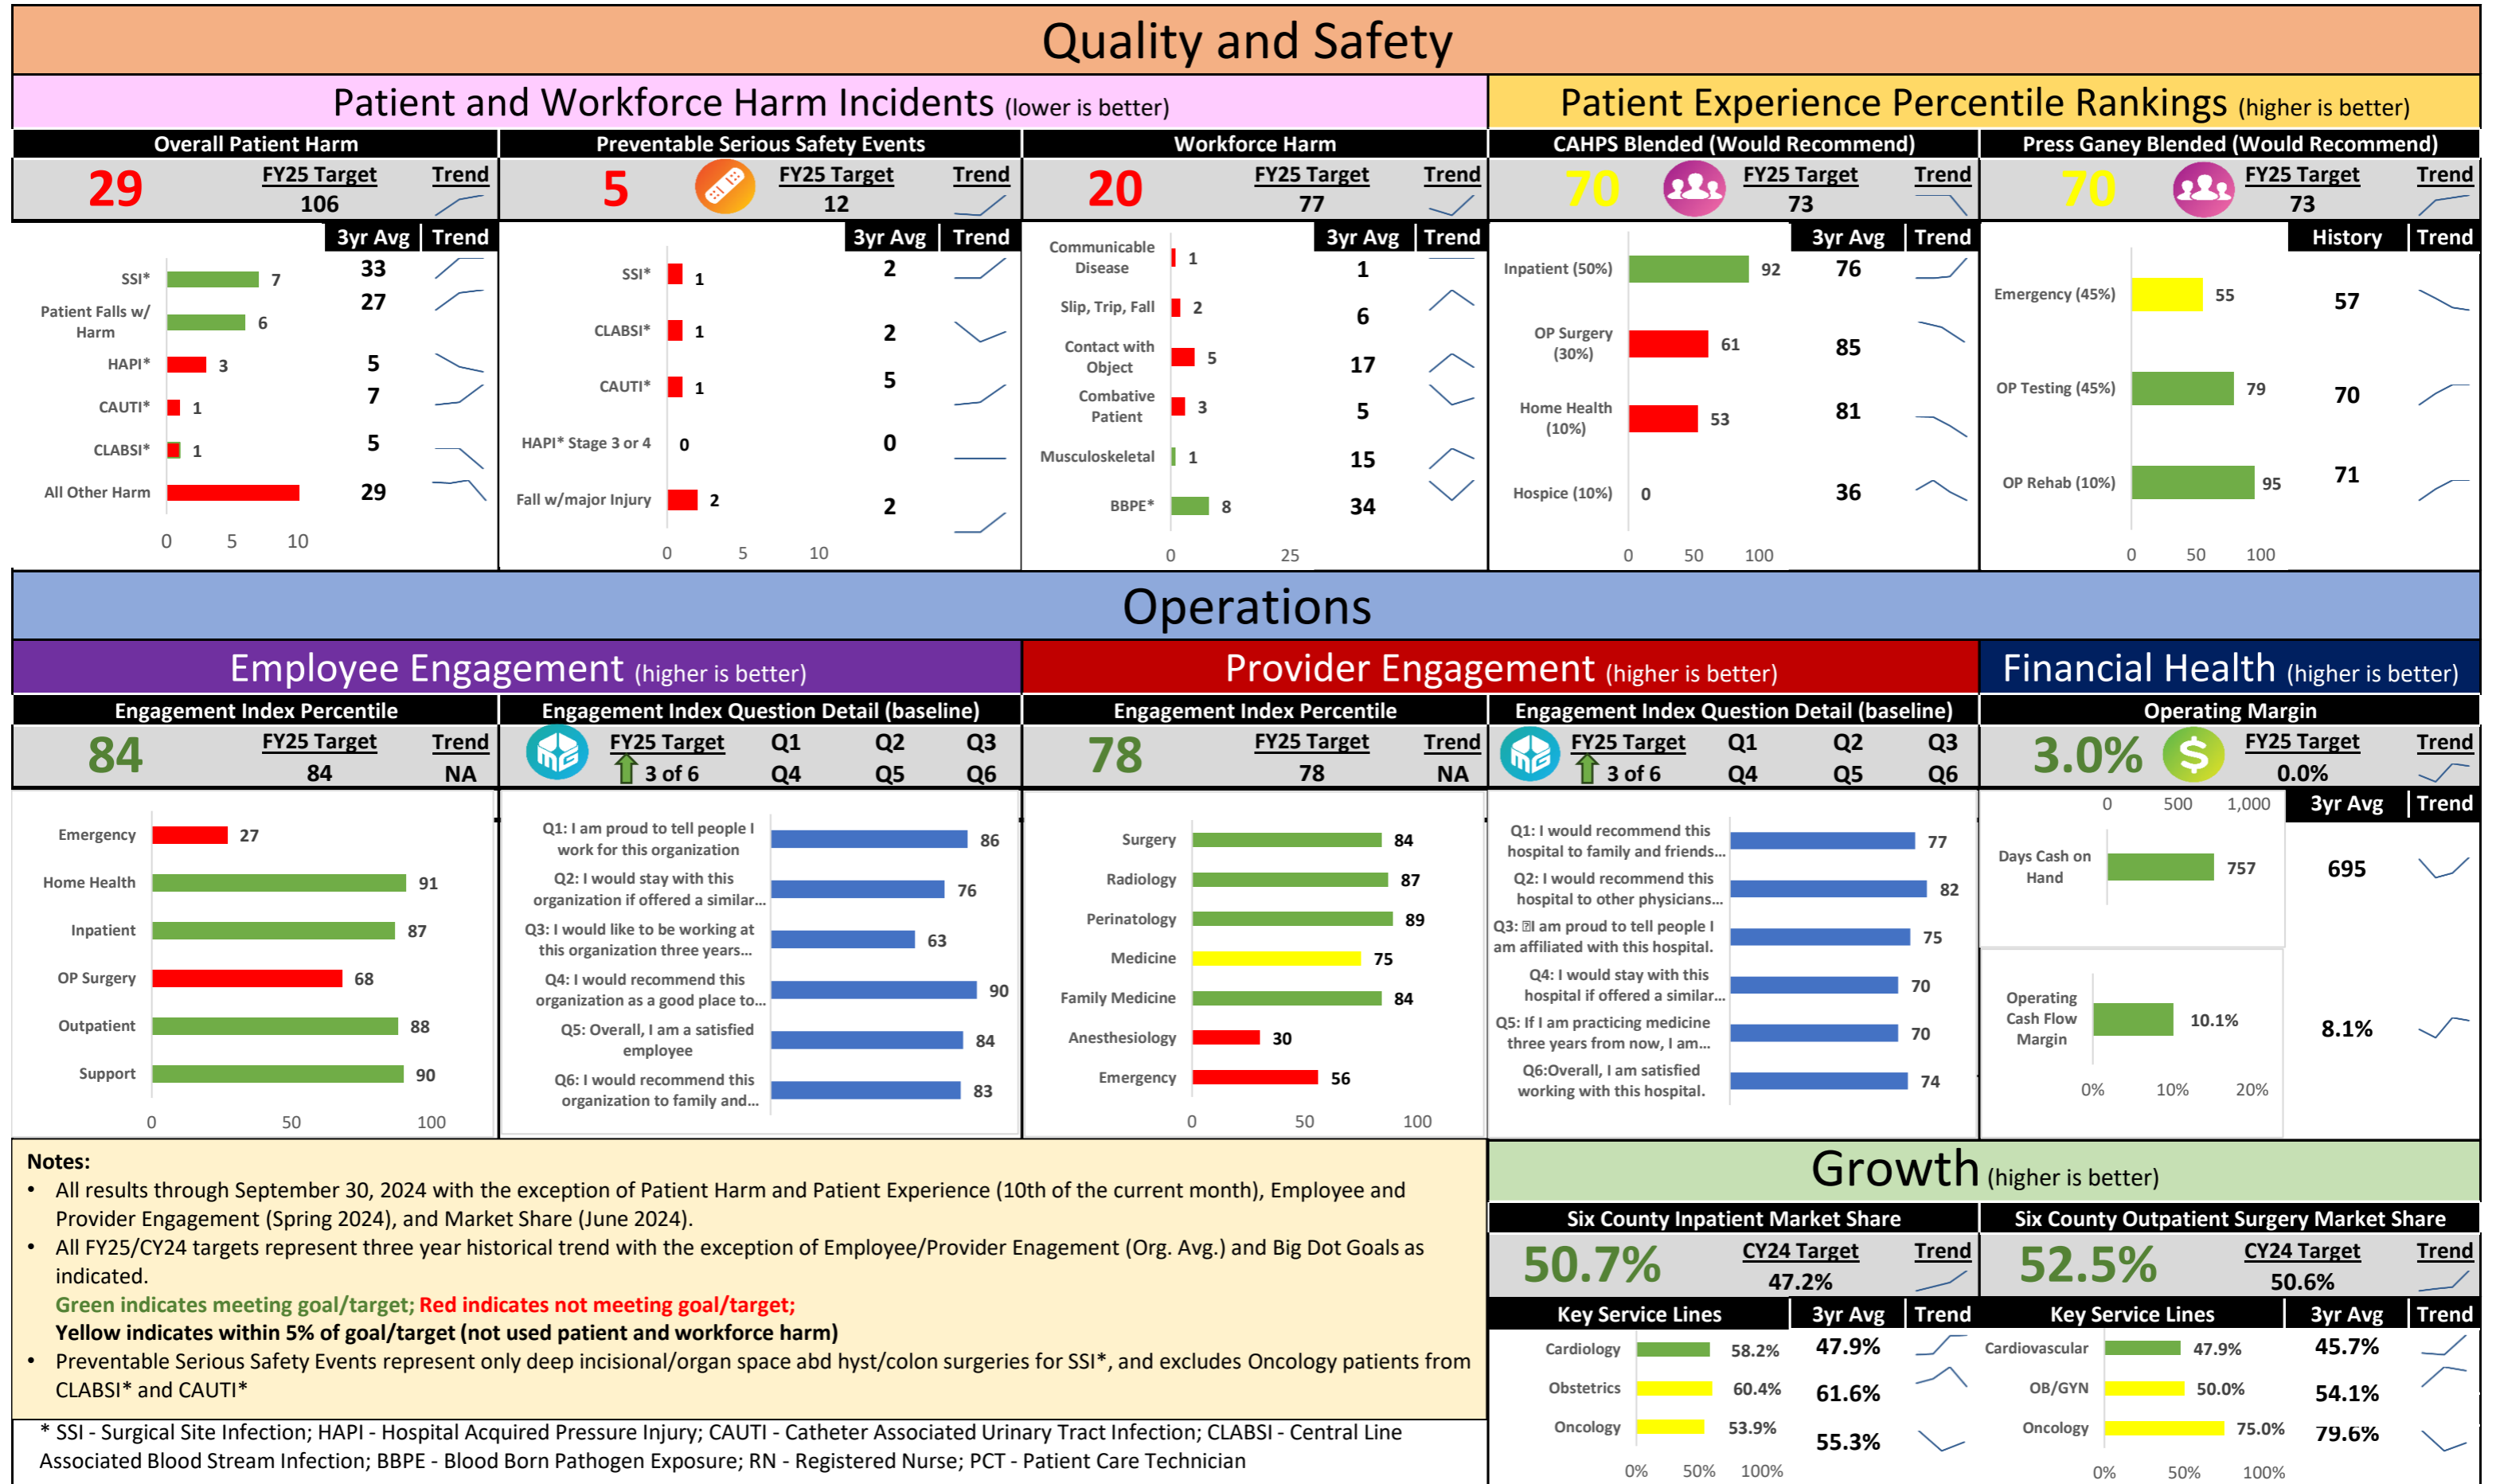 Quality and Safety
Patient and Workforce Harm Incidents (lower is better)
Patient Experience Percentile Rankings (higher is better)
Overall Patient Harm
29
FY25 Target
106
Trend
3yr Avg
Trend
SSI*
7
33
Patient Falls w/
Harm
6
27
HAPI*
3
5
CAUTI*
1
7
CLABSI*
1
5
All Other Harm
29
0 5 10
Preventable Serious Safety Events
5
FY25 Target
12
Trend
3yr Avg
Trend
SSI*
1
2
CLABSI*
1
2
CAUTI*
1
5
HAPI* Stage 3 or 4
0
0
Fall w/major Injury
2
2
0 5 10
Workforce Harm
20
FY25 Target
77
Trend
3yr Avg
Trend
Communicable
Disease
1
1
Slip, Trip, Fall
2
6
Contact with
Object
5
17
Combative
Patient
3
5
Musculoskeletal
1
15
BBPE*
8
34
0 25
CAHPS Blended (Would Recommend)
70
FY25 Target
73
Trend
3yr Avg
Trend
Inpatient (50%)
92
76
OP Surgery
(30%)
61
85
Home Health
(10%)
53
81
Hospice (10%)
0
36
0 50 100
Press Ganey Blended (Would Recommend)
70
FY25 Target
73
Trend
History
Trend
Emergency (45%)
55
57
OP Testing (45%)
79
70
OP Rehab (10%)
95
71
0 50 100
Operations
Employee Engagement (higher is better)
Provider Engagement (higher is better)
Financial Health (higher is better)
Engagement Index Percentile
84
FY25 Target
84
Trend
NA
Emergency
27
Home Health
91
Inpatient
87
OP Surgery
68
Outpatient
88
Support
90
0 50 100
Engagement Index Question Detail (baseline)
MG
FY25 Target
3 of 6
Q1 Q2 Q3
Q4 Q5 Q6
Q1: I am proud to tell people I
work for this organization
86
Q2: I would stay with this
organization if offered a similar...
76
Q3: I would like to be working at
this organization three years...
63
Q4: I would recommend this
organization as a good place to...
90
Q5: Overall, I am a satisfied
employee
84
Q6: I would recommend this
organization to family and...
83
Engagement Index Percentile
78
FY25 Target
78
Trend
NA
Surgery
84
Radiology
87
Perinatology
89
Medicine
75
Family Medicine
84
Anesthesiology
30
Emergency
56
0 50 100
Engagement Index Question Detail (baseline)
MG
FY25 Target
3 of 6
Q1 Q2 Q3
Q4 Q5 Q6
Q1: I would recommend this
hospital to family and friends...
77
Q2: I would recommend this
hospital to other physicians...
82
Q3: I am proud to tell people I
am affiliated with this hospital.
75
Q4: I would stay with this
hospital if offered a similar...
70
Q5: If I am practicing medicine
three years from now, I am...
70
Q6:Overall, I am satisfied
working with this hospital.
74
Operating Margin
3.0%
$
FY25 Target
0.0%
Trend
0 500 1,000
3yr Avg
Trend
Days Cash on
Hand
757
695
Operating
Cash Flow
Margin
10.1%
8.1%
0% 10% 20%
Notes:
• All results through September 30, 2024 with the exception of Patient Harm and Patient Experience (10th of the current month), Employee and
Provider Engagement (Spring 2024), and Market Share (June 2024).
• All FY25/CY24 targets represent three year historical trend with the exception of Employee/Provider Enagement (Org. Avg.) and Big Dot Goals as
indicated.
Green indicates meeting goal/target; Red indicates not meeting goal/target;
Yellow indicates within 5% of goal/target (not used patient and workforce harm)
• Preventable Serious Safety Events represent only deep incisional/organ space abd hyst/colon surgeries for SSI*, and excludes Oncology patients from
CLABSI* and CAUTI*
* SSI - Surgical Site Infection; HAPI - Hospital Acquired Pressure Injury; CAUTI - Catheter Associated Urinary Tract Infection; CLABSI - Central Line
Associated Blood Stream Infection; BBPE - Blood Born Pathogen Exposure; RN - Registered Nurse; PCT - Patient Care Technician
Growth (higher is better)
Six County Inpatient Market Share
50.7%
CY24 Target
47.2%
Trend
Key Service Lines
3yr Avg
Trend
Cardiology
58.2%
47.9%
Obstetrics
60.4%
61.6%
Oncology
53.9%
55.3%
0% 50% 100%
Six County Outpatient Surgery Market Share
52.5%
CY24 Target
50.6%
Trend
Key Service Lines
3yr Avg
Trend
Cardiovascular
47.9%
45.7%
OB/GYN
50.0%
54.1%
Oncology
75.0%
79.6%
0% 50% 100%